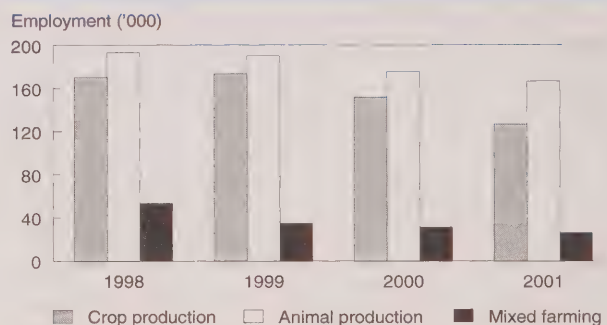 Employment ('000)
200
160
120
80
40
0
1998 1999 2000 2001
Crop production Animal production Mixed farming